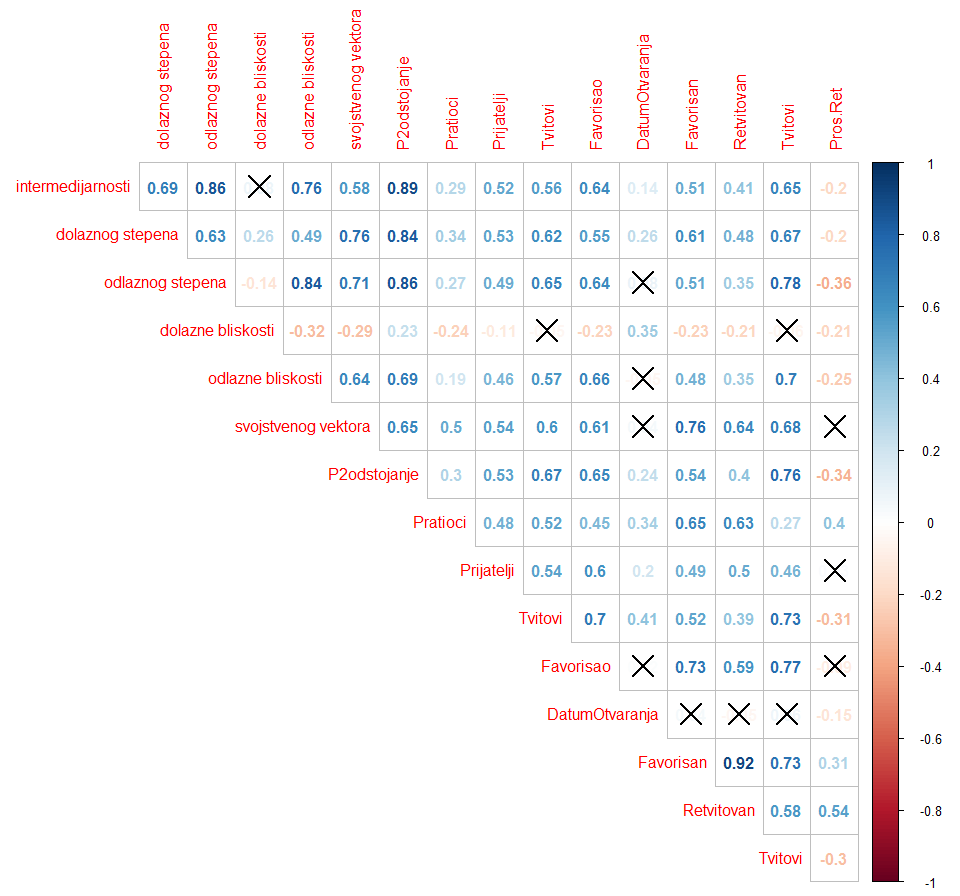 dolaznog stepena
odlaznog stepena
dolazne bliskosti
odlazne bliskosti
svojstvenog vektora
P2odstojanje
Pratioci
Prijatelji
Tvitovi
Favorisao
DatumOtvaranja
Favorisan
Retvitovan
Tvitovi
Pros.Ret
intermedijarnosti 0.69 0.86 0.76 0.58 0.89 0.29 0.52 0.56 0.64 0.14 0.51 0.41 0.65 -0.2
dolaznog stepena 0.63 0.26 0.49 0.76 0.84 0.34 0.53 0.62 0.55 0.26 0.61 0.48 0.67 -0.2
odlaznog stepena -0.14 0.84 0.71 0.86 0.27 0.49 0.65 0.64 0.51 0.35 0.78 -0.36
dolazne bliskosti -0.32 -0.29 0.23 -0.24 -0.11 -0.23 0.35 -0.23 -0.21 -0.21
odlazne bliskosti 0.64 0.69 0.19 0.46 0.57 0.66 0.48 0.35 0.7 -0.25
svojstvenog vektora 0.65 0.5 0.54 0.6 0.61 0.76 0.64 0.68
P2odstojanje 0.3 0.53 0.67 0.65 0.24 0.54 0.4 0.76 -0.34
Pratioci 0.48 0.52 0.45 0.34 0.65 0.63 0.27 0.4
Prijatelji 0.54 0.6 0.2 0.49 0.5 0.46
Tvitovi 0.7 0.41 0.52 0.39 0.73 -0.31
Favorisao 0.73 0.59 0.77
DatumOtvaranja -0.15
Favorisan 0.92 0.73 0.31
Retvitovan 0.58 0.54
Tvitovi -0.3
1
0.8
0.6
0.4
0.2
0
-0.2
-0.4
-0.6
-0.8
-1